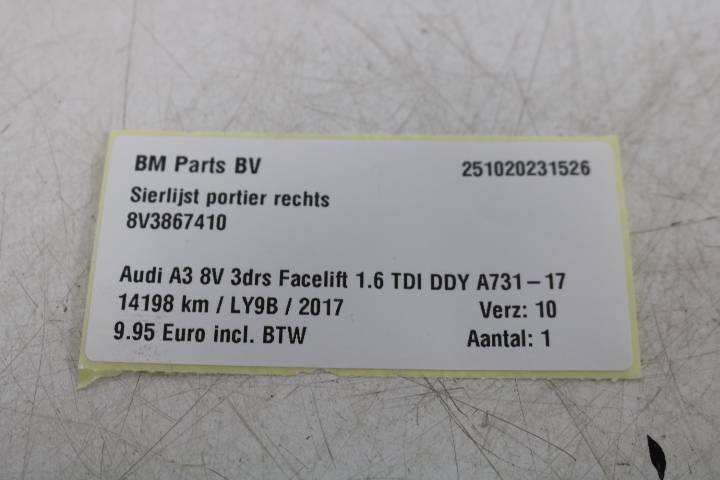 BM Parts BV 251020231526
Sierlijst portier rechts
8V3867410
Audi A3 8V 3drs Facelift 1.6 TDI DDY A731-17
14198 km / LY9B / 2017 Verz: 10
9.95 Euro incl. BTW Aantal: 1